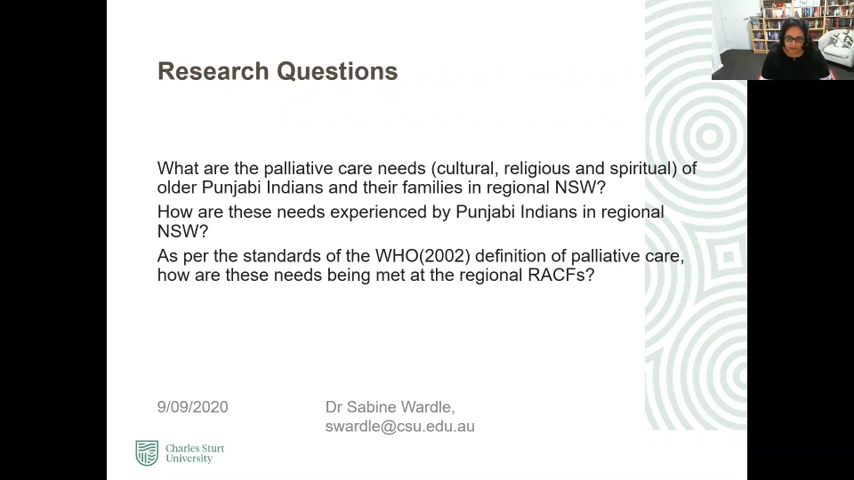 Research Questions
What are the palliative care needs (cultural, religious and spiritual) of
older Punjabi Indians and their families in regional NSW?
How are these needs experienced by Punjabi Indians in regional
NSW?
As per the standards of the WHO(2002) definition of palliative care,
how are these needs being met at the regional RACFs?
9/09/2020
Dr Sabine Wardle,
swardle@csu.edu.au
Charles Sturt
University